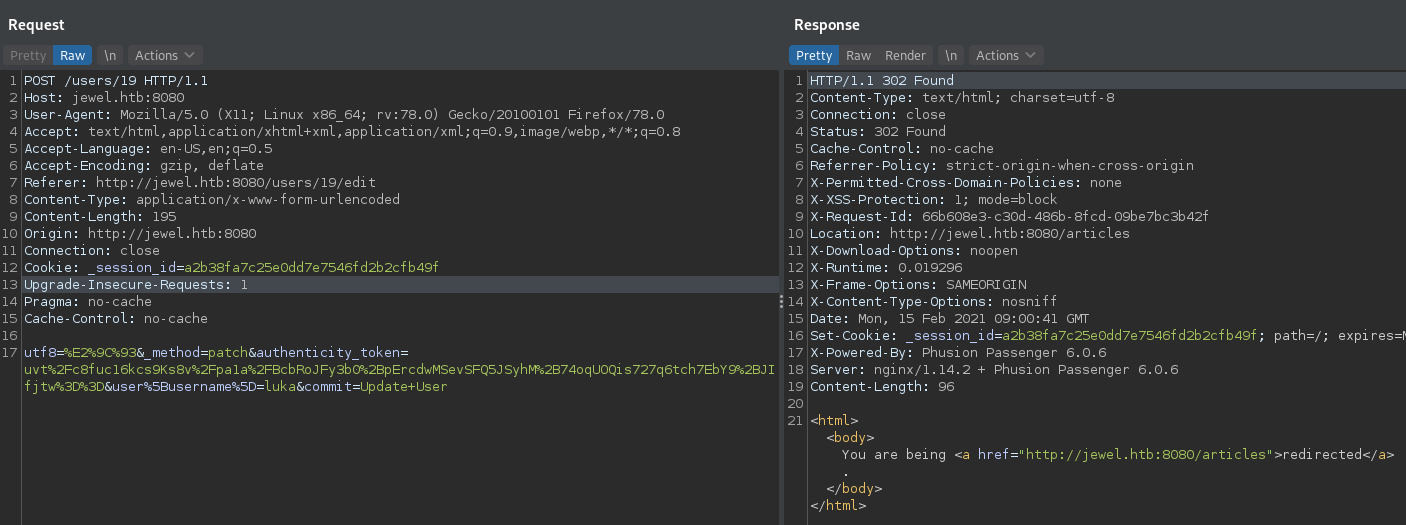 Request
Pretty Raw \n Actions
1 POST /users/19 HTTP/1.1
2 Host: jewel.htb:8080
3 User-Agent: Mozilla/5.0 (X11; Linux x86_64; rv:78.0) Gecko/20100101 Firefox/78.0
4 Accept: text/html,application/xhtml+xml,application/xml;q=0.9,image/webp,*/*;q=0.8
5 Accept-Language: en-US,en;q=0.5
6 Accept-Encoding: gzip, deflate
7 Referer: http://jewel.htb:8080/users/19/edit
8 Content-Type: application/x-www-form-urlencoded
9 Content-Length: 195
10 Origin: http://jewel.htb:8080
11 Connection: close
12 Cookie: _session_id=a2b38fa7c25e0dd7e7546fd2b2cfb49f
13 Upgrade-Insecure-Requests: 1
14 Pragma: no-cache
15 Cache-Control: no-cache
16
17 utf8=%E2%9C%93&_method=patch&authenticity_token=
uvt%2Fc8fuc16kcs9Ks8v%2Fpa1a%2FBcbRoJFy3bO%2BpErcdwMSevSFQ5JSyhM%2B74oqUOQis727q6tch7EbY9%2BJI
fjtw%3D%3D&user%5Busername%5D=luka&commit=Update+User
Response
Pretty Raw Render \n Actions
1 HTTP/1.1 302 Found
2 Content-Type: text/html; charset=utf-8
3 Connection: close
4 Status: 302 Found
5 Cache-Control: no-cache
6 Referrer-Policy: strict-origin-when-cross-origin
7 X-Permitted-Cross-Domain-Policies: none
8 X-XSS-Protection: 1; mode=block
9 X-Request-Id: 66b608e3-c30d-486b-8fcd-09be7bc3b42f
10 Location: http://jewel.htb:8080/articles
11 X-Download-Options: noopen
12 X-Runtime: 0.019296
13 X-Frame-Options: SAMEORIGIN
14 X-Content-Type-Options: nosniff
15 Date: Mon, 15 Feb 2021 09:00:41 GMT
16 Set-Cookie: _session_id=a2b38fa7c25e0dd7e7546fd2b2cfb49f; path=/; expires=M
17 X-Powered-By: Phusion Passenger 6.0.6
18 Server: nginx/1.14.2 + Phusion Passenger 6.0.6
19 Content-Length: 96
20
21 <html>
<body>
You are being <a href="http://jewel.htb:8080/articles">redirected</a>
.
</body>
</html>